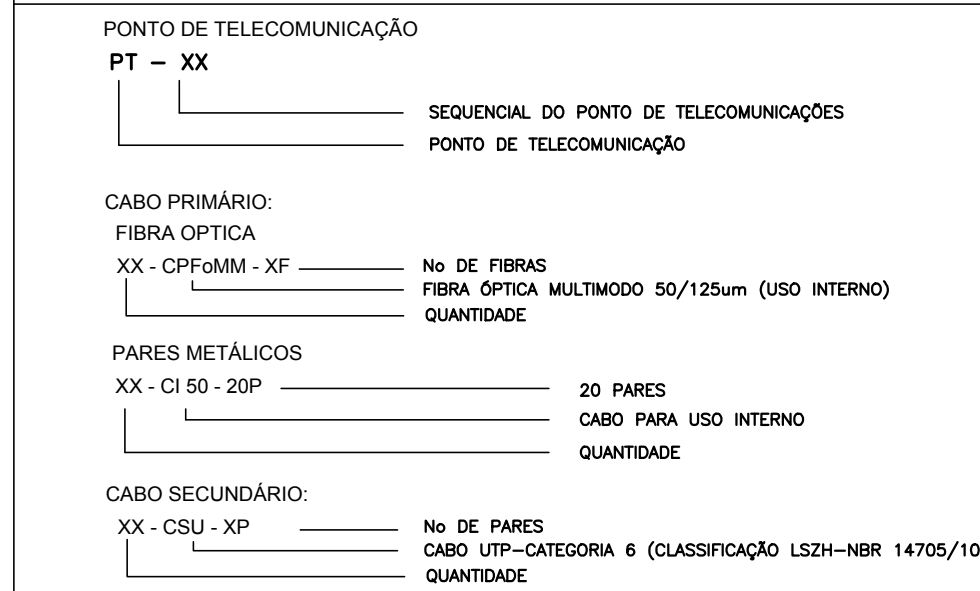 PONTO DE TELECOMUNICAÇÃO
PT - XX
SEQUENCIAL DO PONTO DE TELECOMUNICAÇÕES
PONTO DE TELECOMUNICAÇÃO
CABO PRIMÁRIO:
FIBRA OPTICA
XX - CPFoMM - XF
No DE FIBRAS
FIBRA ÓPTICA MULTIMODO 50/125um (USO INTERNO)
QUANTIDADE
PARES METÁLICOS
XX - CI 50 - 20P
20 PARES
CABO PARA USO INTERNO
QUANTIDADE
CABO SECUNDÁRIO:
XX - CSU - XP
No DE PARES
CABO UTP-CATEGORIA 6 (CLASSIFICAÇÃO LSZH-NBR 14705/10
QUANTIDADE